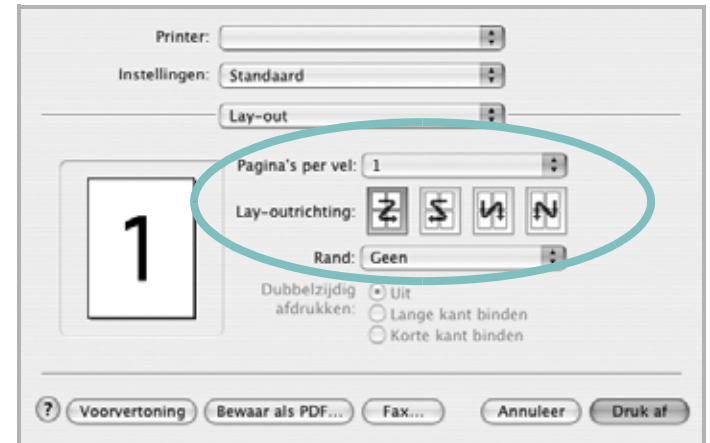 Printer:
Instellingen: Standaard
Lay-out
Pagina's per vel: 1
Lay-outrichting:
1
Rand: Geen
Dubbelzijdig afdrukken: Uit
Lange kant binden
Korte kant binden
? Voorvertoning Bewaar als PDF... Fax... Annuleer Druk af